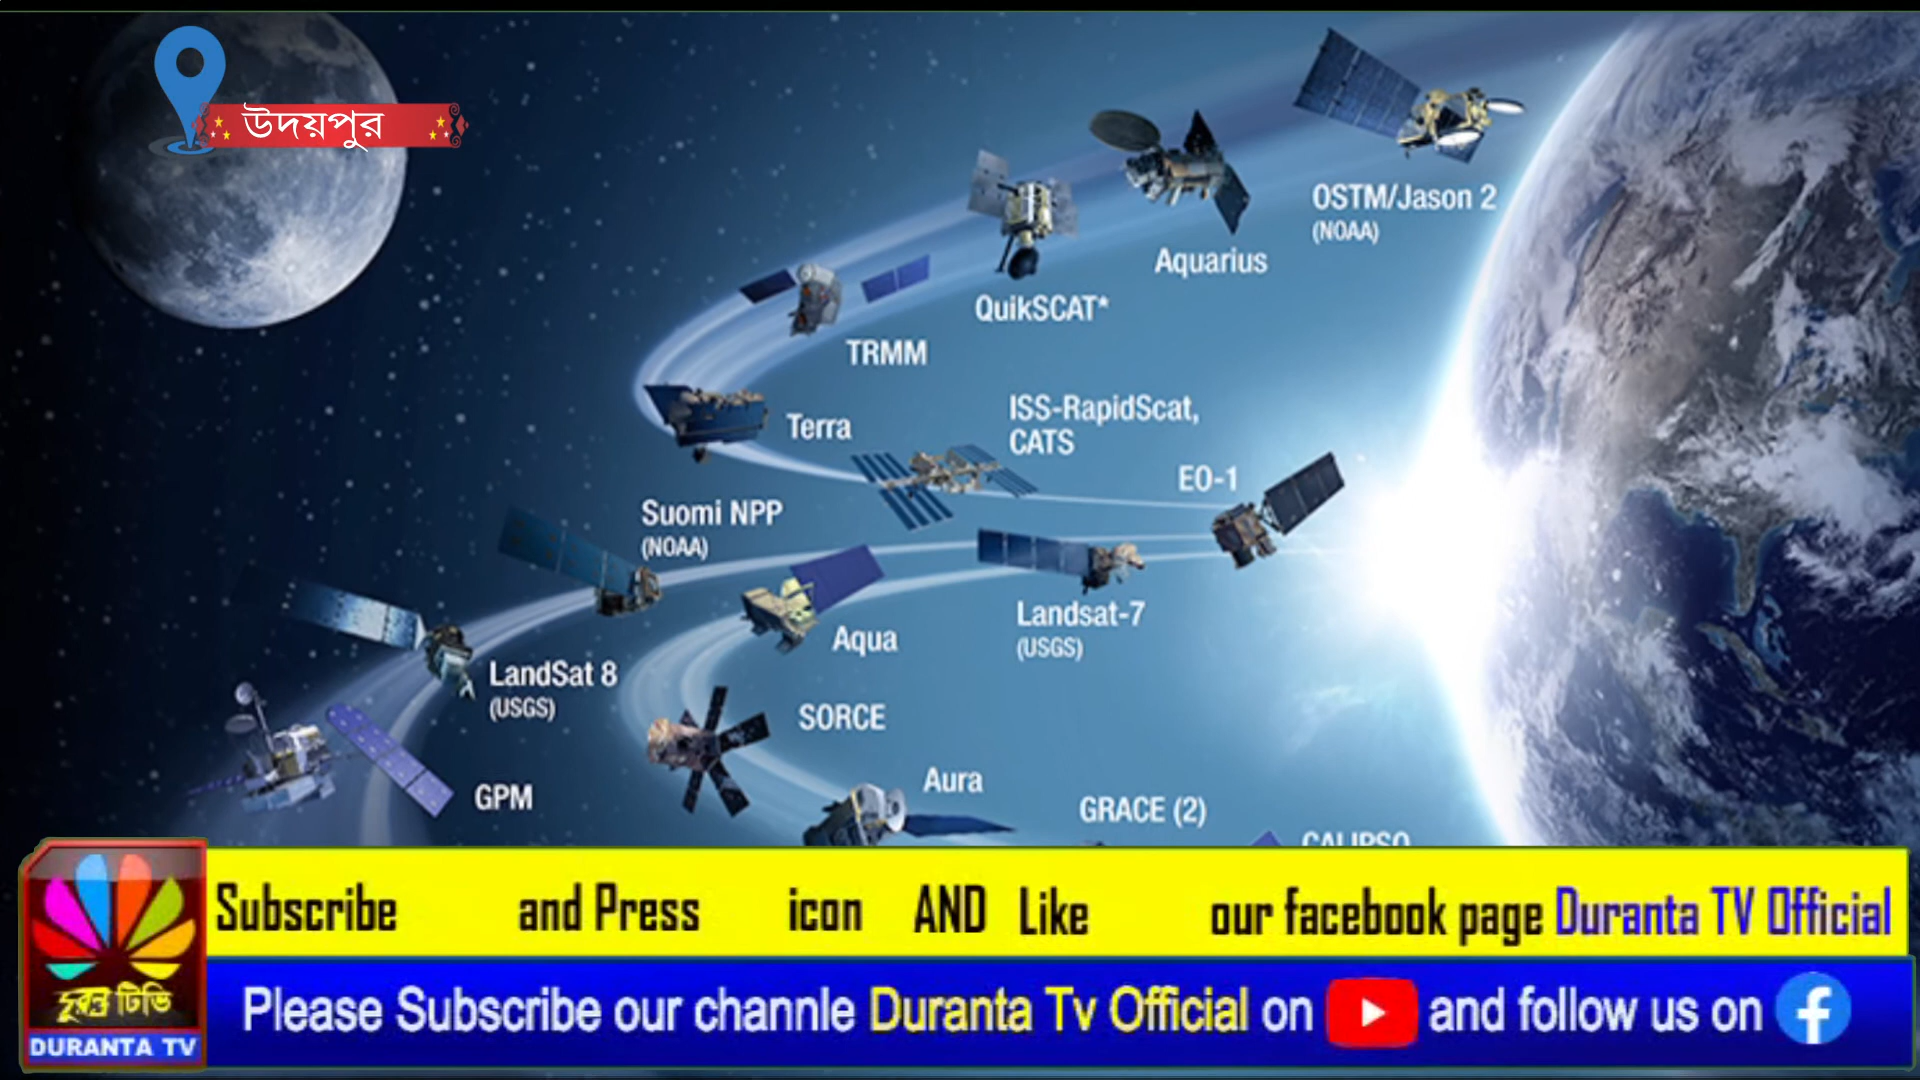 উদয়পুর
OSTM/Jason 2
(NOAA)
Aquarius
QuikSCAT*
TRMM
ISS-RapidScat,
CATS
Terra
EO-1
Suomi NPP
(NOAA)
Landsat-7
(USGS)
Aqua
LandSat 8
(USGS)
SORCE
Aura
GPM
GRACE (2)
CALIPSO
Subscribe and Press icon AND Like our facebook page Duranta TV Official
দুরন্ত টিভি
DURANTA TV
Please Subscribe our channle Duranta Tv Official on and follow us on